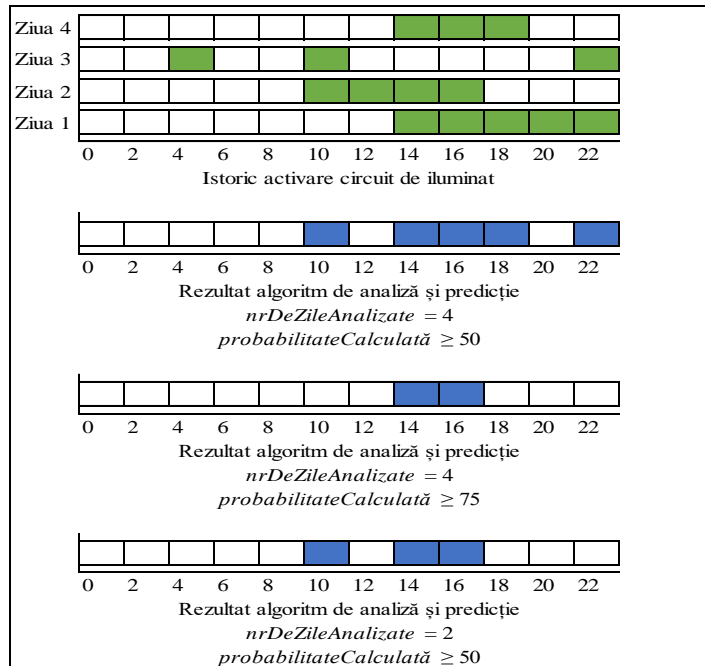 Ziua 4
Ziua 3
Ziua 2
Ziua 1
0 2 4 6 8 10 12 14 16 18 20 22
Istoric activare circuit de iluminat
0 2 4 6 8 10 12 14 16 18 20 22
Rezultat algoritm de analiză și predicție
nrDeZileAnalizate = 4
probabilitateCalculată ≥ 50
0 2 4 6 8 10 12 14 16 18 20 22
Rezultat algoritm de analiză și predicție
nrDeZileAnalizate = 4
probabilitateCalculată ≥ 75
0 2 4 6 8 10 12 14 16 18 20 22
Rezultat algoritm de analiză și predicție
nrDeZileAnalizate = 2
probabilitateCalculată ≥ 50